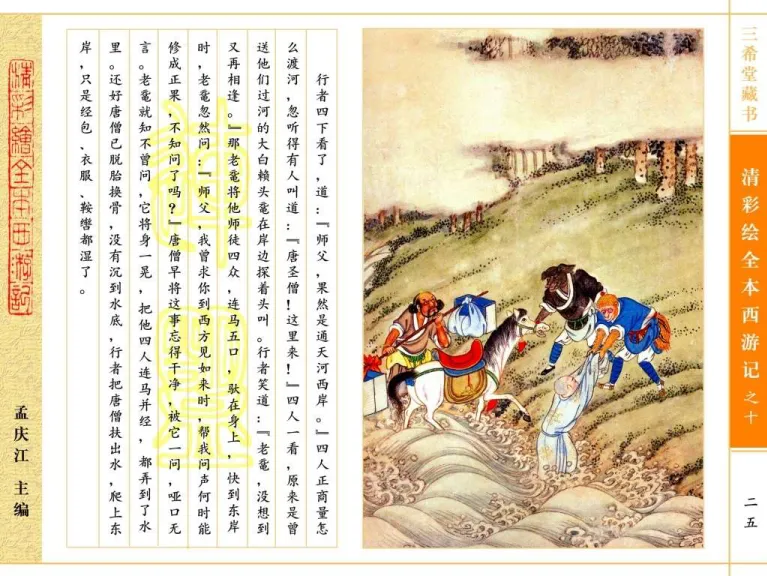 三希堂藏书
清彩绘全本西游记之十
二五
行者四下看了，道：『师父，果然是通天河西岸。』四人正商量怎
么渡河，忽听得有人叫道：『唐圣僧！这里来！』四人一看，原来是曾
送他们过河的大白赖头鼋在岸边探着头叫。行者笑道：『老鼋，没想到
又再相逢。』那老鼋将他师徒四众，连马五口，驮在身上，快到东岸
时，老鼋忽然问：『师父，我曾求你到西方见如来时，帮我问声何时能
修成正果，不知问了吗？』唐僧早将这事忘得干净，被它一问，哑口无
言。老鼋就知不曾问，它将身一晃，把他四人连马并经，都弄到了水
里。还好唐僧已脱胎换骨，没有沉到水底，行者把唐僧扶出水，爬上东
岸，只是经包、衣服、鞍辔都湿了。
清彩繪全本西游記
孟庆江 主编